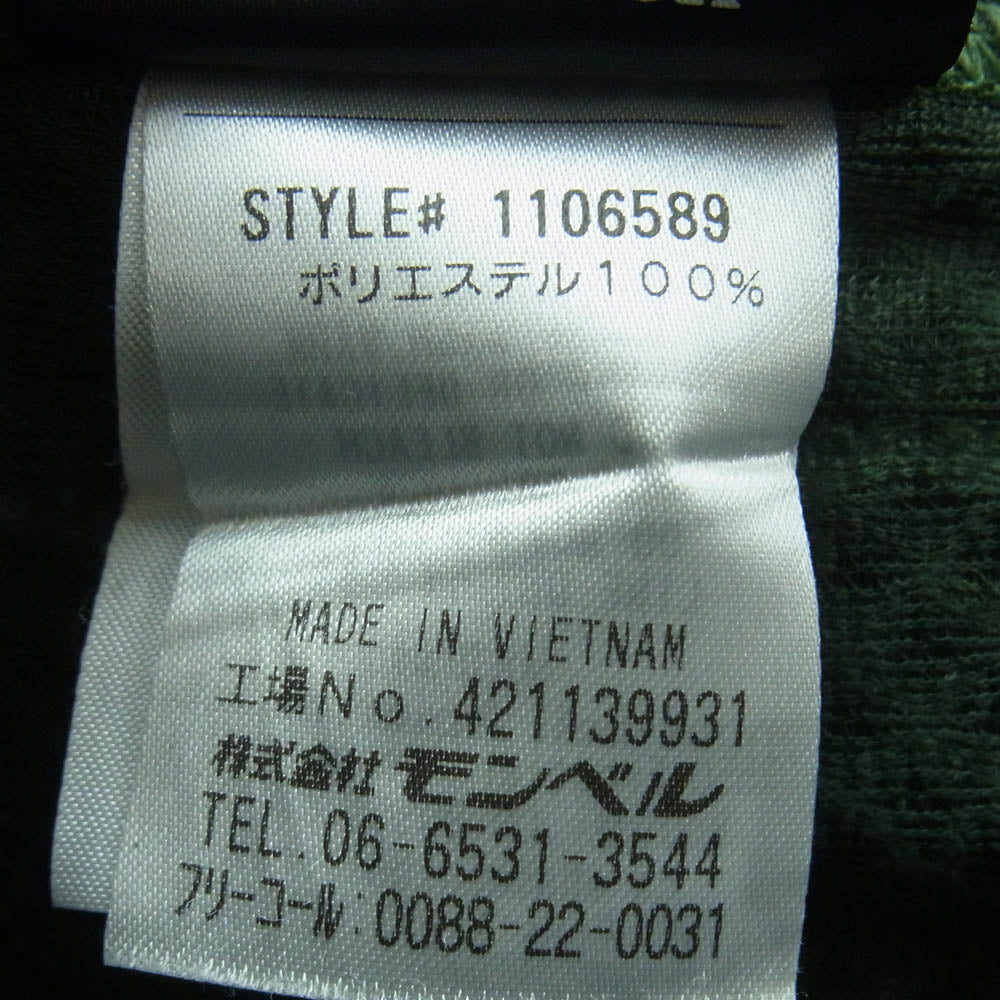 STYLE# 1106589
ポリエステル１００％
MADE IN VIETNAM
工場Ｎｏ.421139931
株式会社 モンベル
TEL.06-6531-3544
フリーコール:0088-22-0031